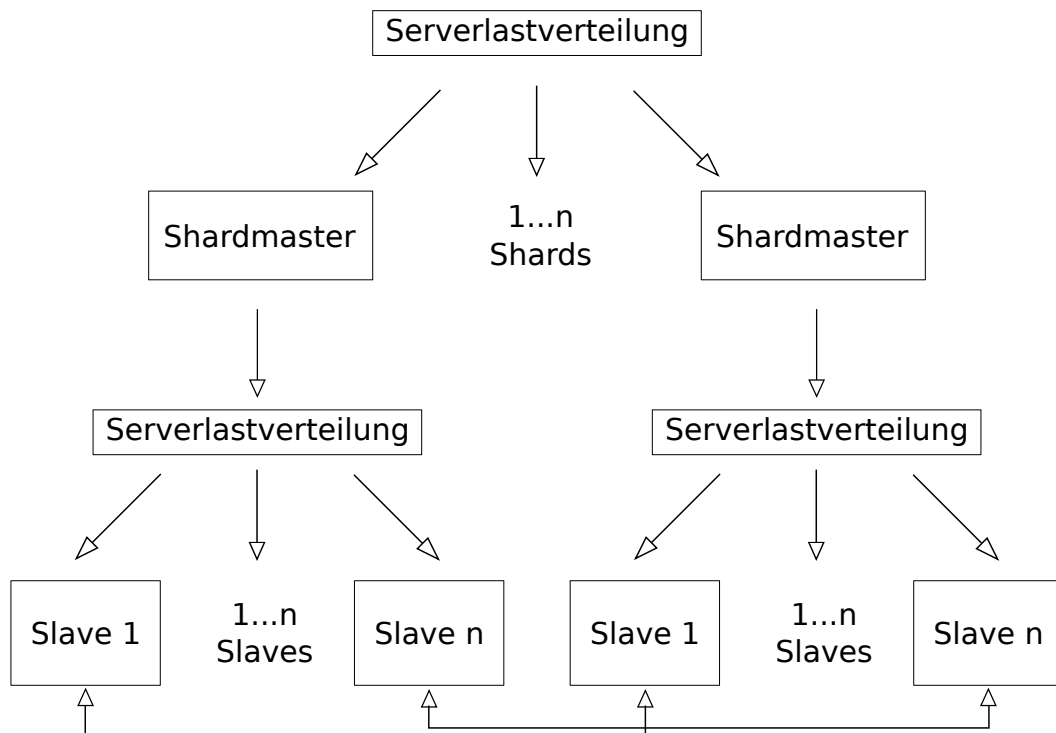 Serverlastverteilung
Shardmaster
1...n
Shards
Shardmaster
Serverlastverteilung
Serverlastverteilung
Slave 1
1...n
Slaves
Slave n
Slave 1
1...n
Slaves
Slave n